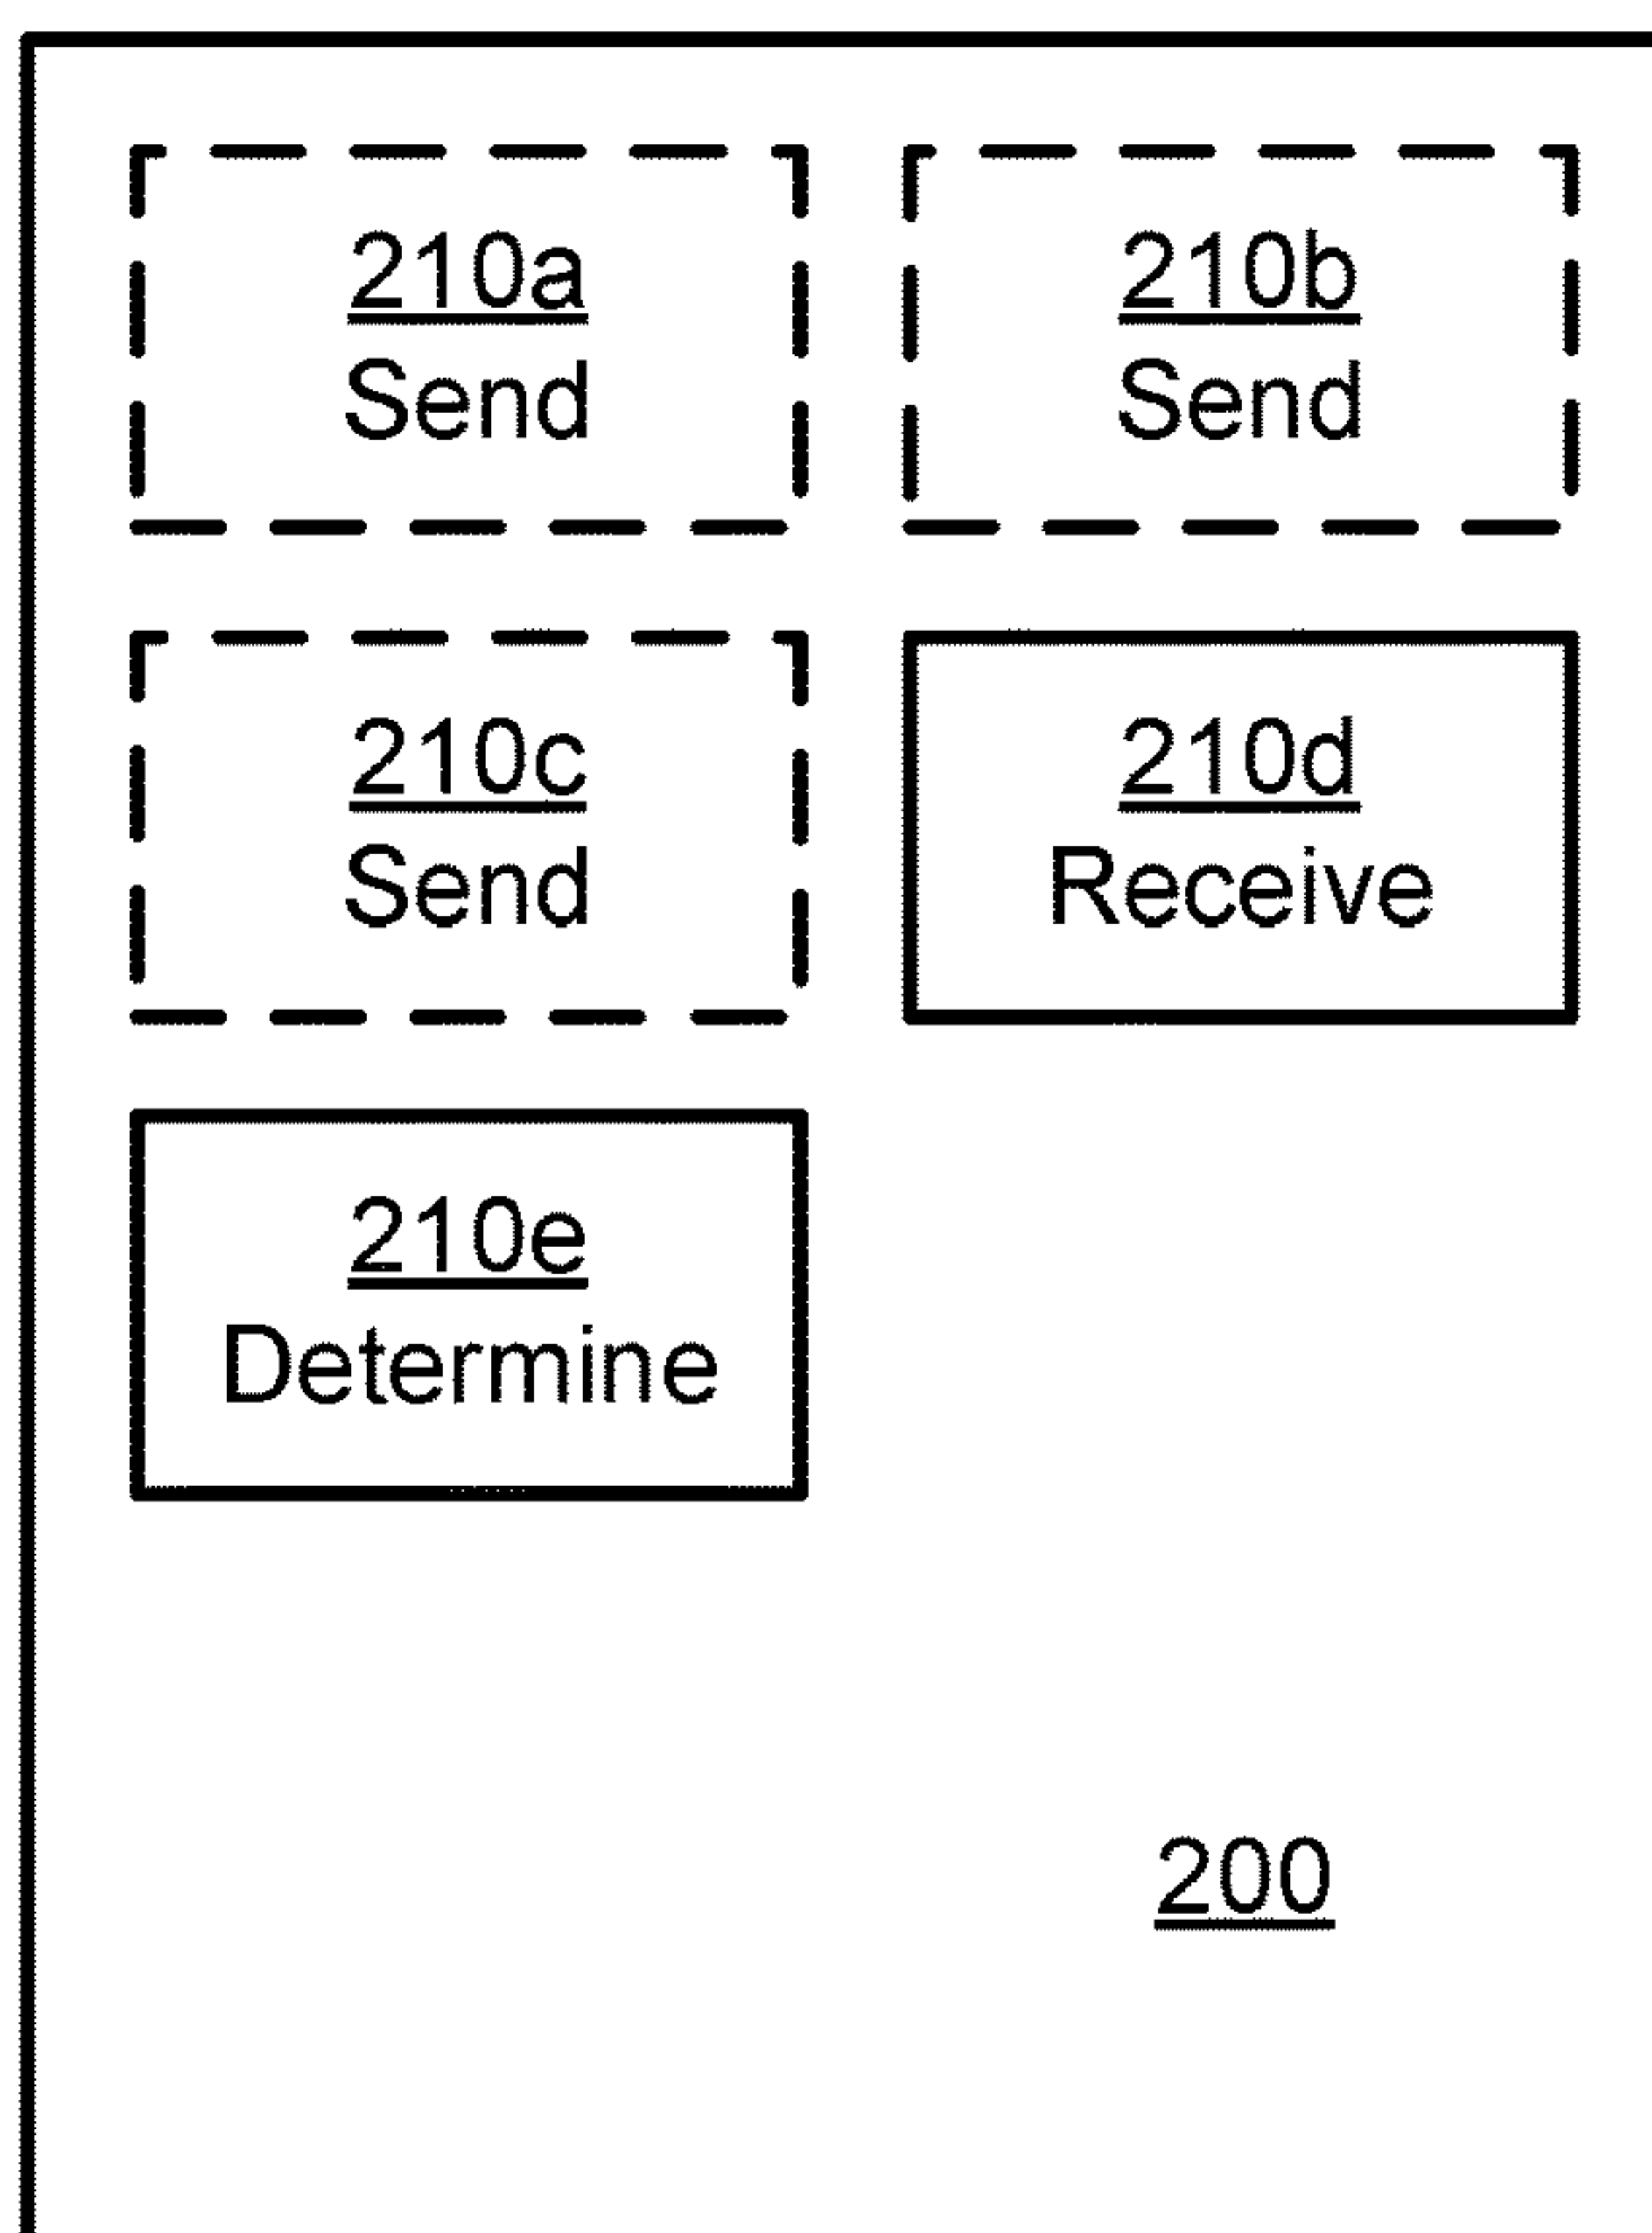 210a
Send
210b
Send
210c
Send
210d
Receive
210e
Determine
200